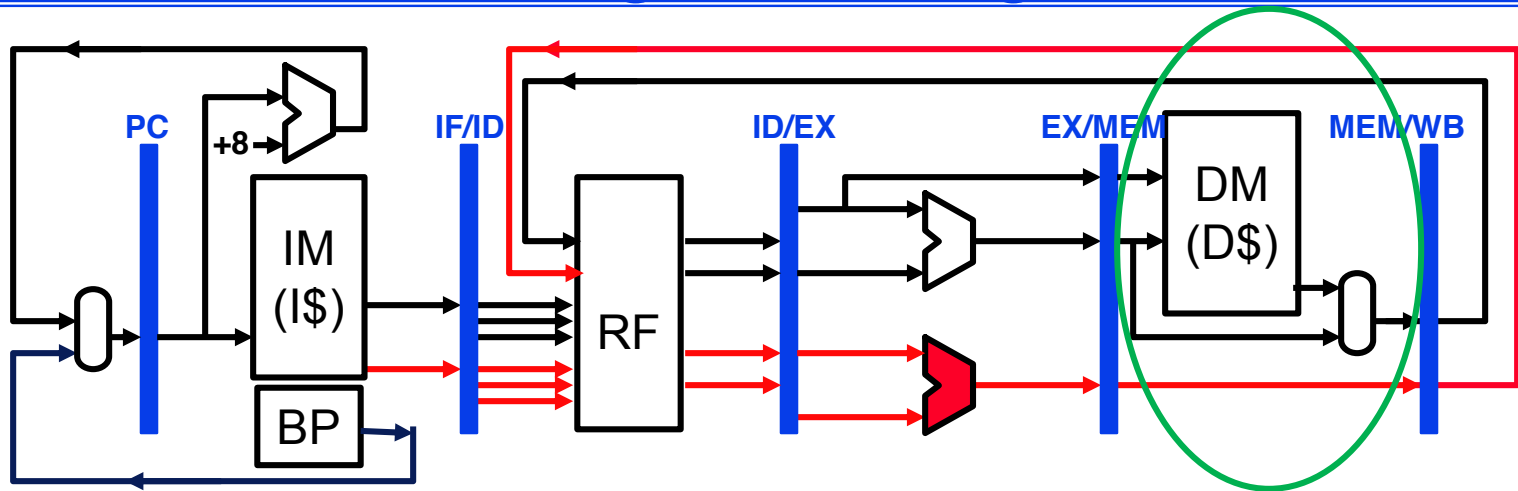 PC
IF/ID
ID/EX
EX/MEM
MEM/WB
+8
IM
(I$)
RF
DM
(D$)
BP